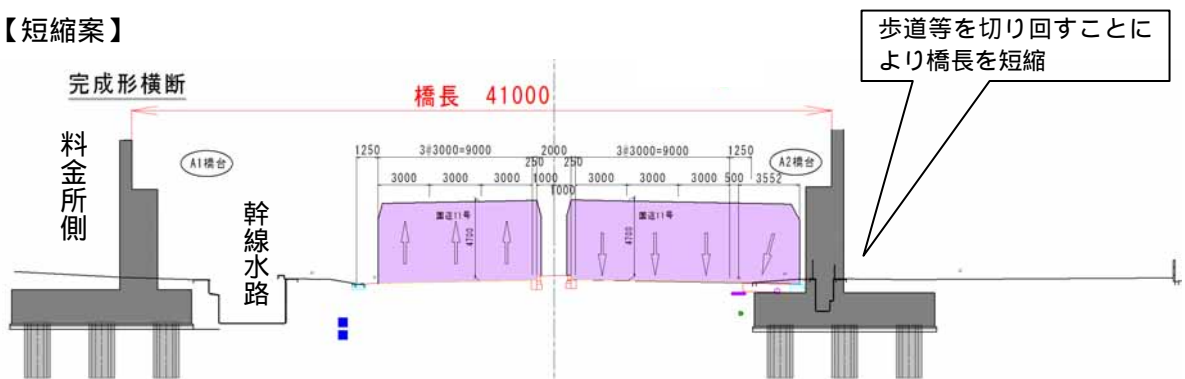 【短縮案】
歩道等を切り回すことに
より橋長を短縮
完成形横断
橋長 41000
料金所側
A1橋台
幹線水路
1250
3@3000=9000
2000
3@3000=9000
1250
A2橋台
250
250
3000
3000
3000
1000
1000
3000
3000
3000
500
3552
国道11号
4700
国道11号
4700